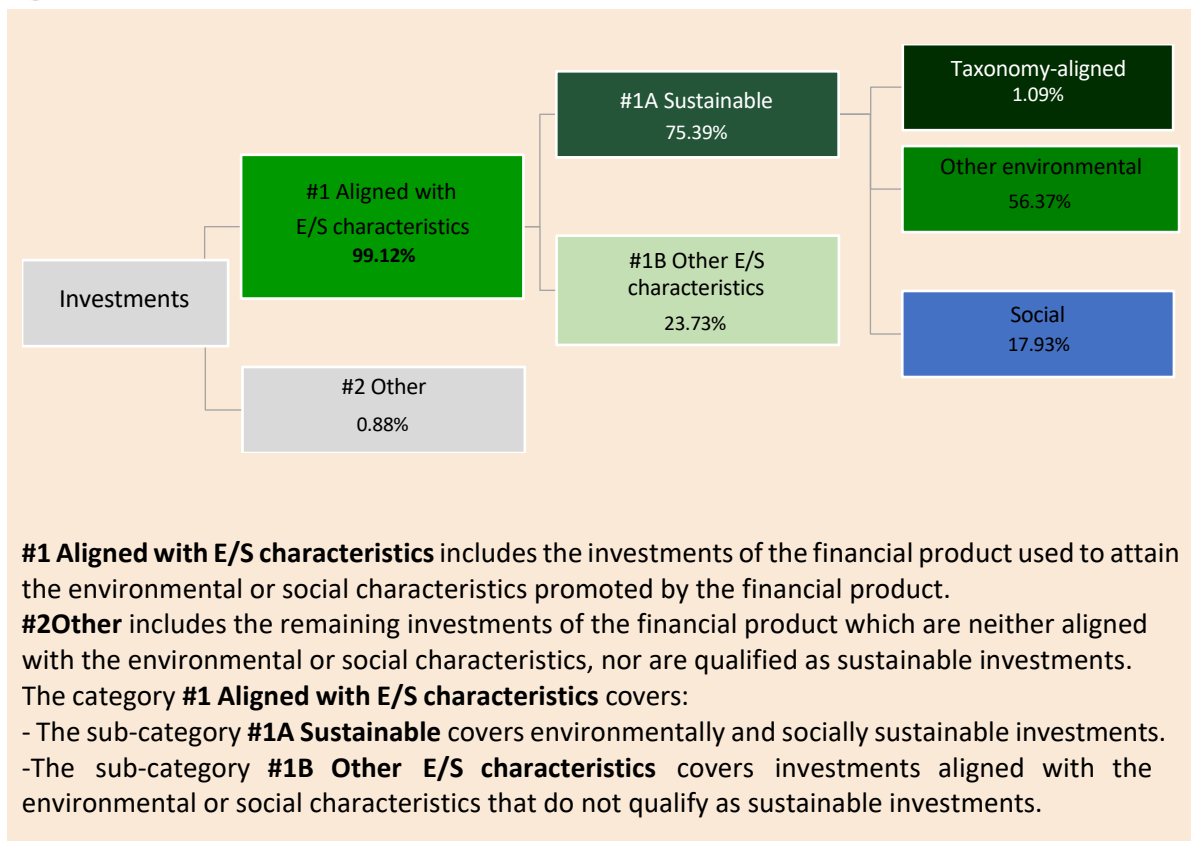 Taxonomy-aligned
1.09%
#1A Sustainable
75.39%
Other environmental
56.37%
#1 Aligned with
E/S characteristics
99.12%
#1B Other E/S
characteristics
23.73%
Investments
Social
17.93%
#2 Other
0.88%
#1 Aligned with E/S characteristics includes the investments of the financial product used to attain
the environmental or social characteristics promoted by the financial product.
#2Other includes the remaining investments of the financial product which are neither aligned
with the environmental or social characteristics, nor are qualified as sustainable investments.
The category #1 Aligned with E/S characteristics covers:
- The sub-category #1A Sustainable covers environmentally and socially sustainable investments.
-The sub-category #1B Other E/S characteristics covers investments aligned with the
environmental or social characteristics that do not qualify as sustainable investments.